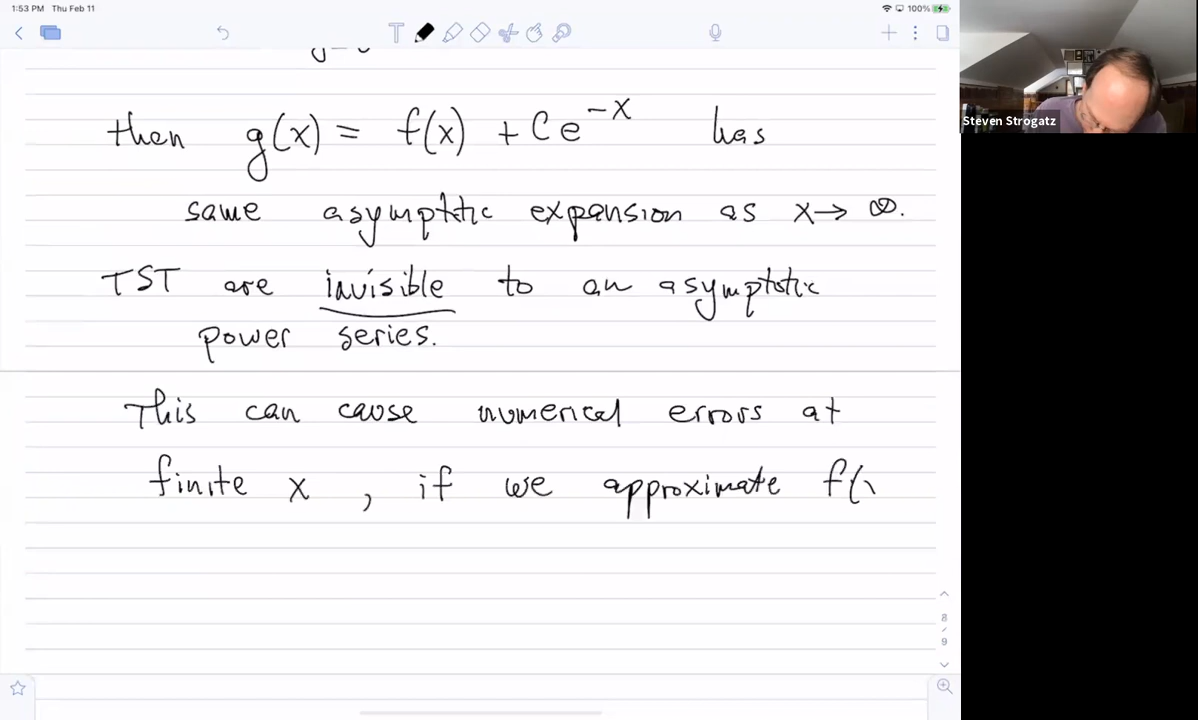 1:53 PM Thu Feb 11
100%
then g(x) = f(x) + Ce^{-x} has
same asymptotic expansion as x → ∞.
TST are invisible to an asymptotic
power series.
This can cause numerical errors at
finite x , if we approximate f(
8
/
9
Steven Strogatz